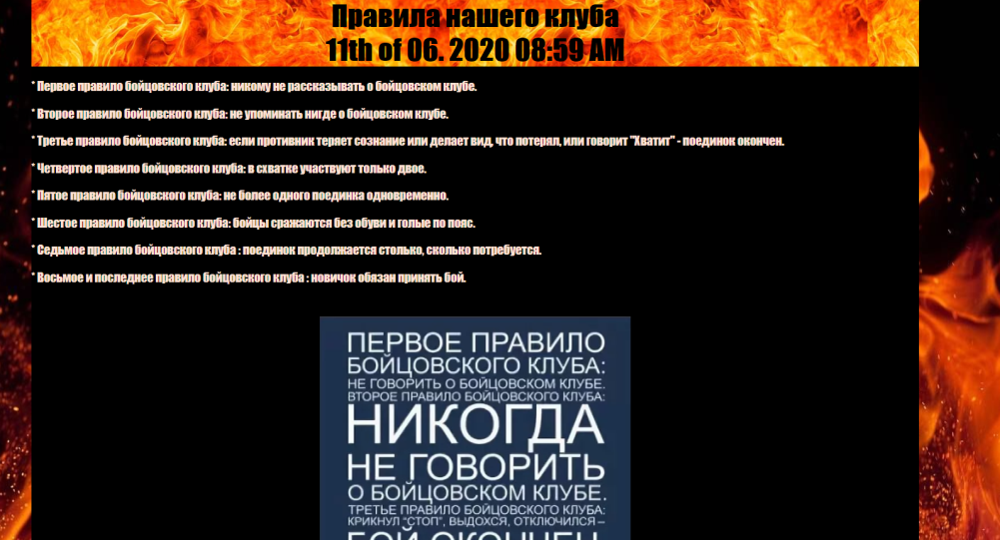 Правила нашего клуба
11th of 06. 2020 08:59 AM
* Первое правило бойцовского клуба: никому не рассказывать о бойцовском клубе.
* Второе правило бойцовского клуба: не упоминать нигде о бойцовском клубе.
* Третье правило бойцовского клуба: если противник теряет сознание или делает вид, что потерял, или говорит "Хватит" - поединок окончен.
* Четвертое правило бойцовского клуба: в схватке участвуют только двое.
* Пятое правило бойцовского клуба: не более одного поединка одновременно.
* Шестое правило бойцовского клуба: бойцы сражаются без обуви и голые по пояс.
* Седьмое правило бойцовского клуба : поединок продолжается столько, сколько потребуется.
* Восьмое и последнее правило бойцовского клуба : новичок обязан принять бой.
ПЕРВОЕ ПРАВИЛО
БОЙЦОВСКОГО КЛУБА:
НЕ ГОВОРИТЬ О БОЙЦОВСКОМ КЛУБЕ.
ВТОРОЕ ПРАВИЛО БОЙЦОВСКОГО КЛУБА:
НИКОГДА
НЕ ГОВОРИТЬ
О БОЙЦОВСКОМ КЛУБЕ.
ТРЕТЬЕ ПРАВИЛО БОЙЦОВСКОГО КЛУБА:
КРИКНУЛ "СТОП", ВЫДОХСЯ, ОТКЛЮЧИЛСЯ –
БОЙ ОКОНЧЕН